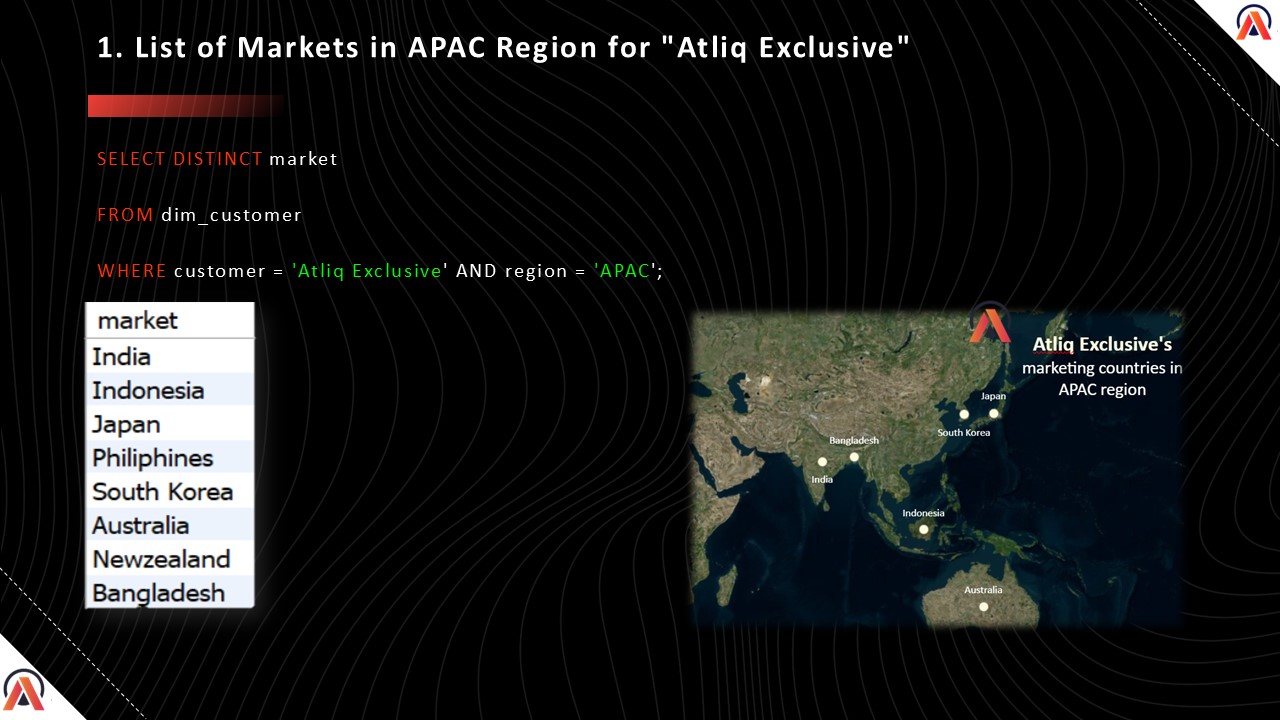 1. List of Markets in APAC Region for "Atliq Exclusive"
SELECT DISTINCT market
FROM dim_customer
WHERE customer = 'Atliq Exclusive' AND region = 'APAC';
market
India
Indonesia
Japan
Philiphines
South Korea
Australia
Newzealand
Bangladesh
Atliq Exclusive's
marketing countries in
APAC region
Japan
South Korea
Bangladesh
India
Indonesia
Australia